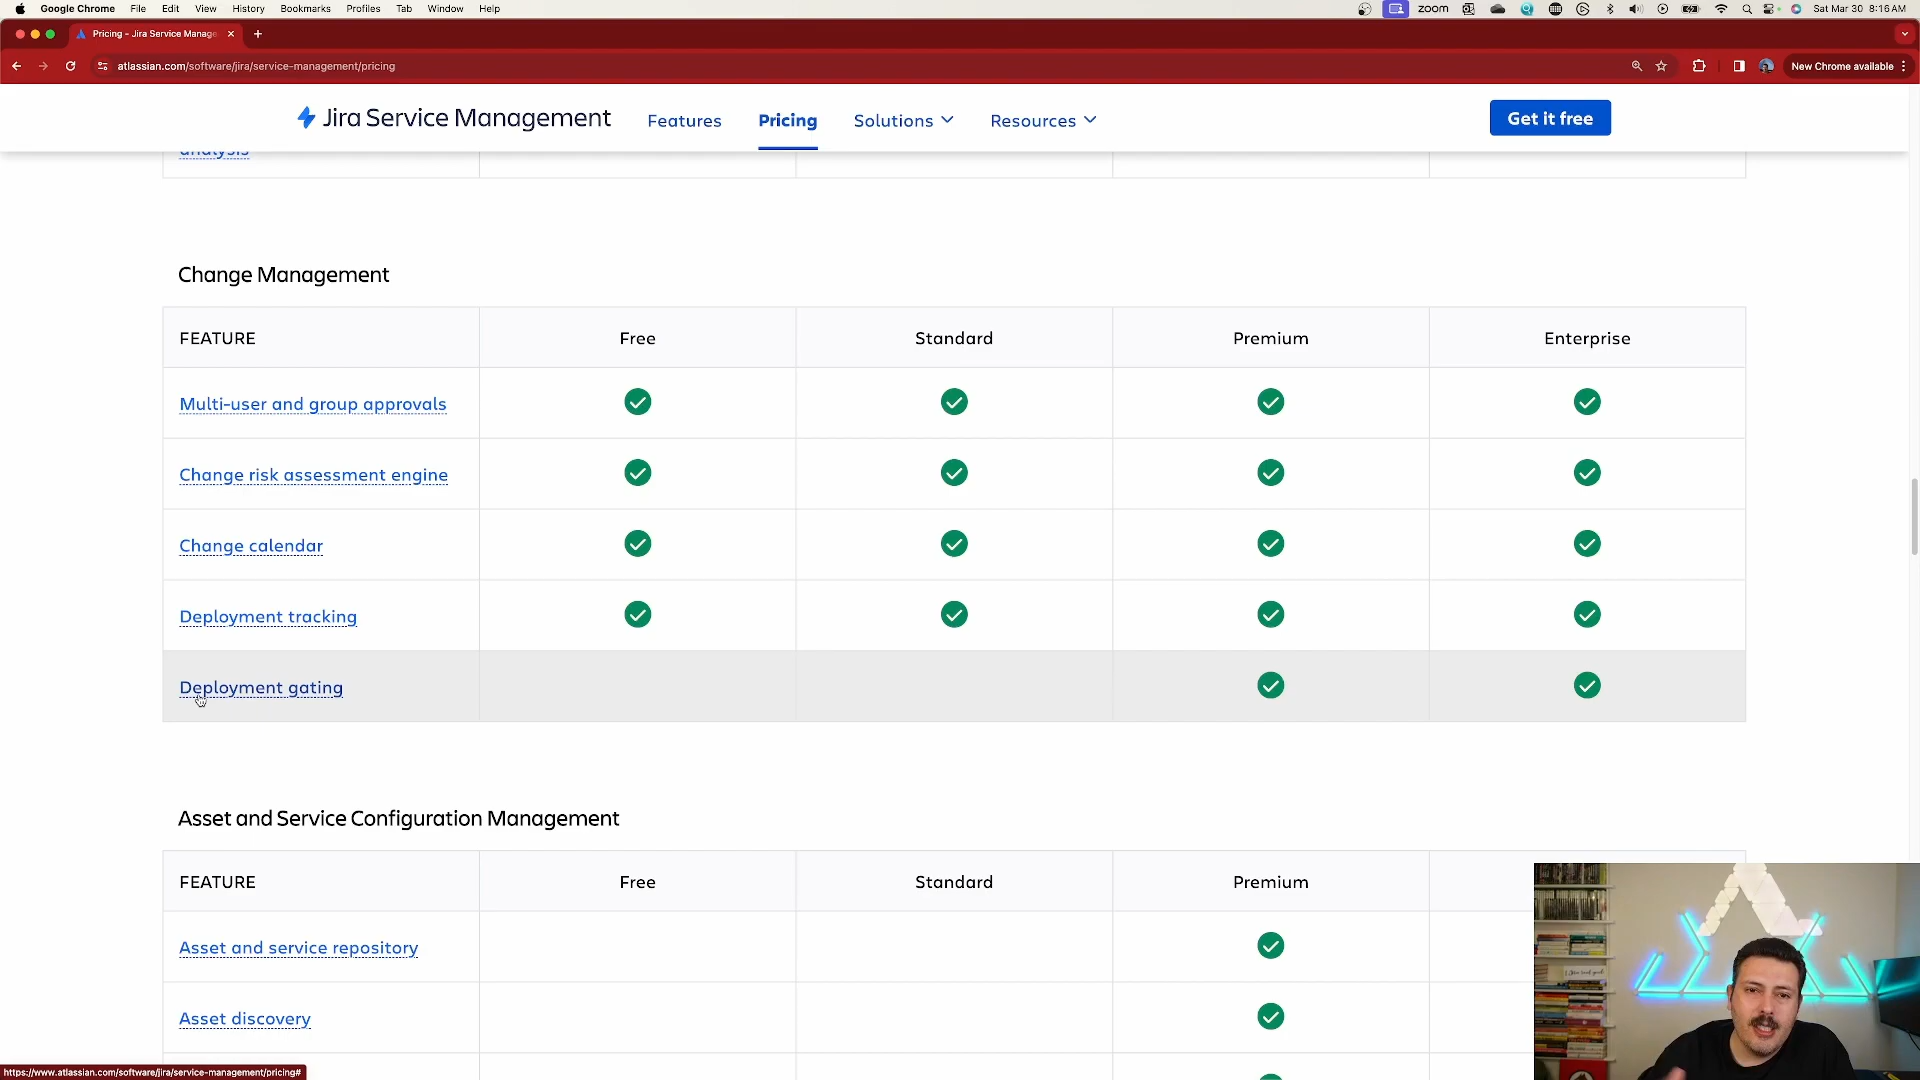 Google Chrome File Edit View History Bookmarks Profiles Tab Window Help zoom Sat Mar 30 8:16 AM
Pricing - Jira Service Manage
atlassian.com/software/jira/service-management/pricing New Chrome available
Jira Service Management Features Pricing Solutions Resources Get it free
analysis
Change Management
FEATURE Free Standard Premium Enterprise
Multi-user and group approvals
Change risk assessment engine
Change calendar
Deployment tracking
Deployment gating
Asset and Service Configuration Management
FEATURE Free Standard Premium
Asset and service repository
Asset discovery
https://www.atlassian.com/software/jira/service-management/pricing#